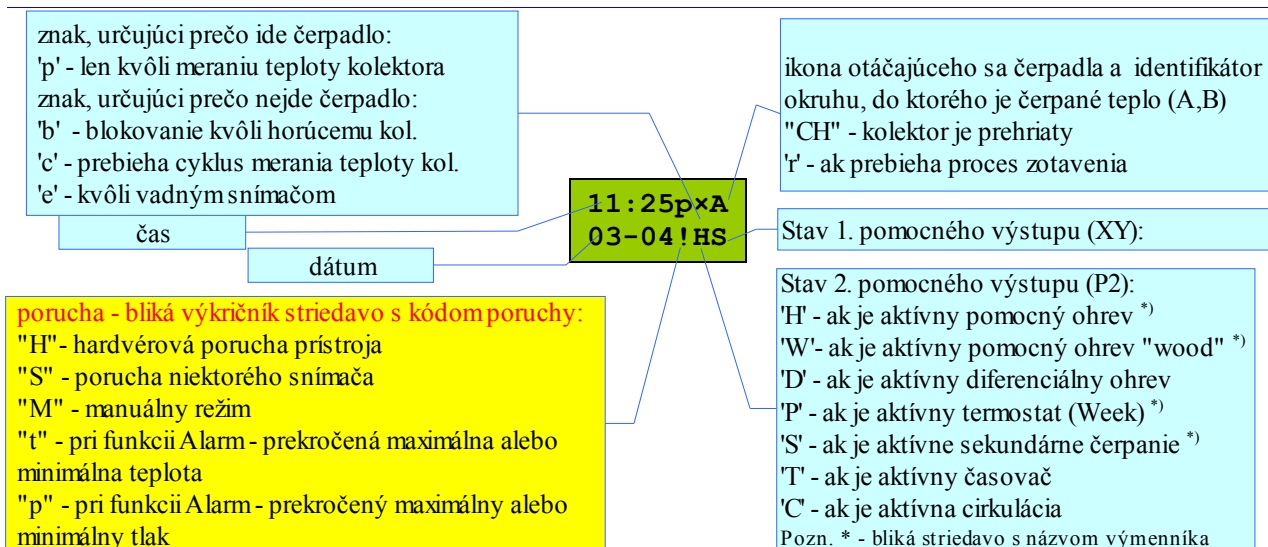 znak, určujúci prečo ide čerpadlo:
'p' - len kvôli meraniu teploty kolektora
znak, určujúci prečo nejde čerpadlo:
'b' - blokovanie kvôli horúcemu kol.
'c' - prebieha cyklus merania teploty kol.
'e' - kvôli vadným snímačom
čas
dátum
11:25p×A
03-04!HS
ikona otáčajúceho sa čerpadla a identifikátor
okruhu, do ktorého je čerpané teplo (A,B)
"CH" - kolektor je prehriaty
'r' - ak prebieha proces zotavenia
Stav 1. pomocného výstupu (XY):
porucha - bliká výkričník striedavo s kódom poruchy:
"H"- hardvérová porucha prístroja
"S" - porucha niektorého snímača
"M" - manuálny režim
"t" - pri funkcii Alarm - prekročená maximálna alebo
minimálna teplota
"p" - pri funkcii Alarm - prekročený maximálny alebo
minimálny tlak
Stav 2. pomocného výstupu (P2):
'H' - ak je aktívny pomocný ohrev *)
'W'- ak je aktívny pomocný ohrev "wood" *)
'D' - ak je aktívny diferenciálny ohrev
'P' - ak je aktívny termostat (Week) *)
'S' - ak je aktívne sekundárne čerpanie *)
'T' - ak je aktívny časovač
'C' - ak je aktívna cirkulácia
Pozn. * - bliká striedavo s názvom výmenníka